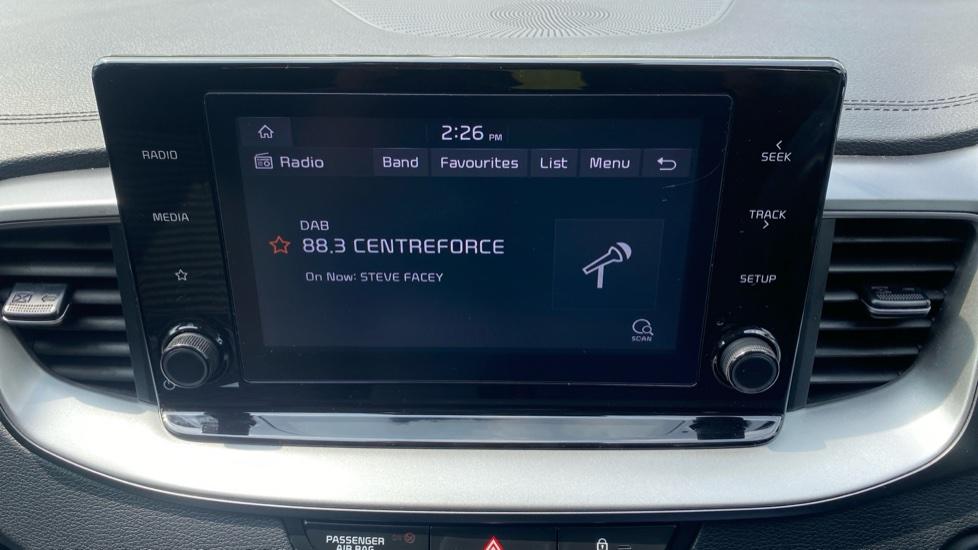 2:26 PM
Radio Band Favourites List Menu
RADIO
SEEK
MEDIA
TRACK
DAB
88.3 CENTREFORCE
On Now: STEVE FACEY
SETUP
SCAN
PASSENGER
AIR BAG